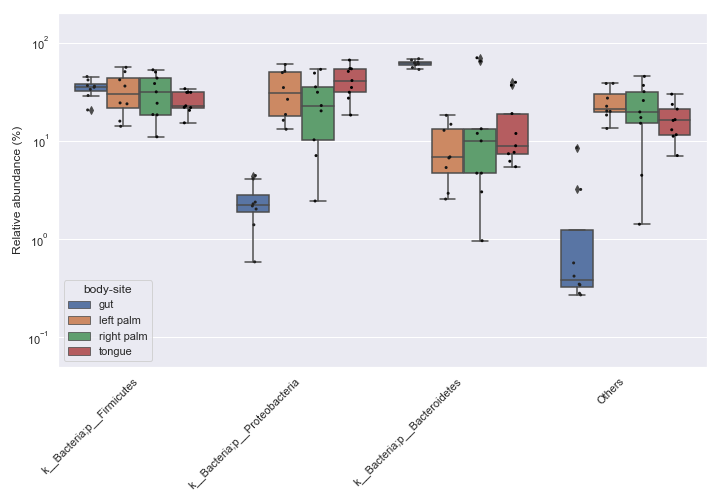 10²
10¹
10⁰
10⁻¹
Relative abundance (%)
body-site
gut
left palm
right palm
tongue
k__Bacteria;p__Firmicutes
k__Bacteria;p__Proteobacteria
k__Bacteria;p__Bacteroidetes
Others